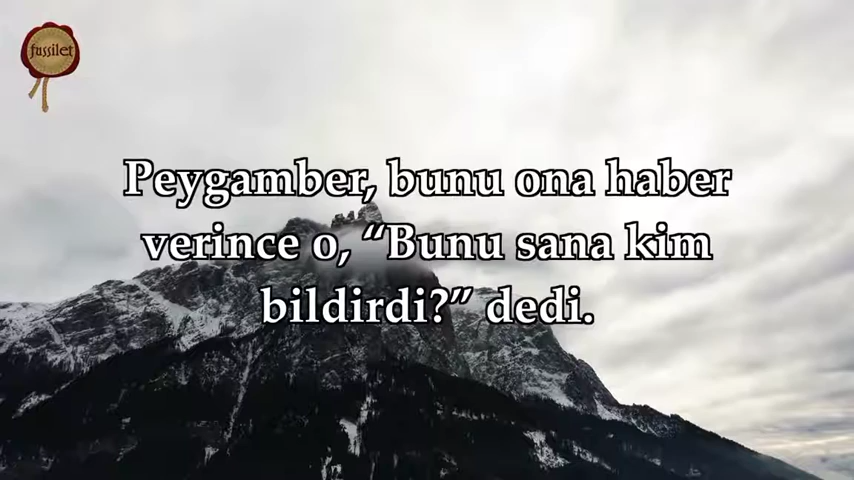 fussilet
Peygamber, bunu ona haber
verince o, “Bunu sana kim
bildirdi?” dedi.